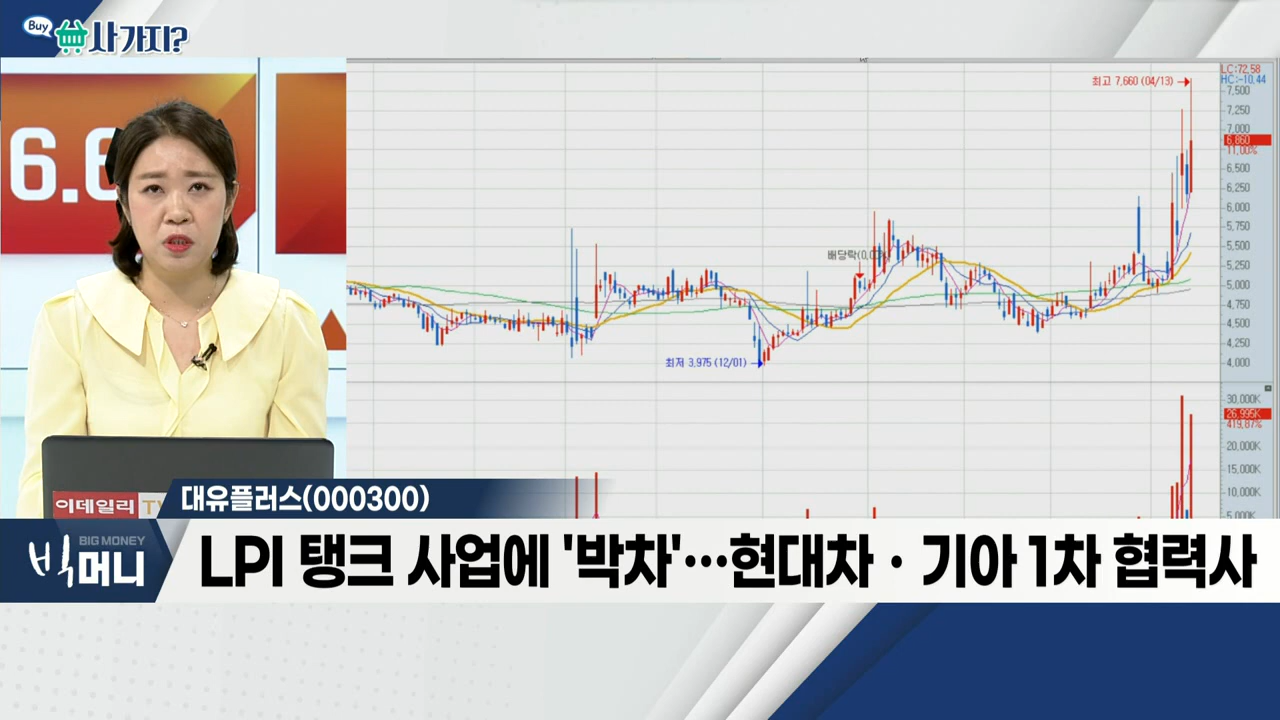 Buy
사가지?
6.6
최고 7,660 (04/13)
LC:72.58
HC:-10.44
7,500
7,250
7,000
6,860
11.00%
6,500
6,250
6,000
5,750
5,500
5,250
5,000
4,750
4,500
4,250
4,000
배당락(0.0
최저 3,975 (12/01)
30,000K
26,995K
419.87%
20,000K
15,000K
10,000K
5,000K
이데일리 TV
대유플러스(000300)
BIG MONEY
빅머니
LPI 탱크 사업에 '박차'…현대차·기아 1차 협력사